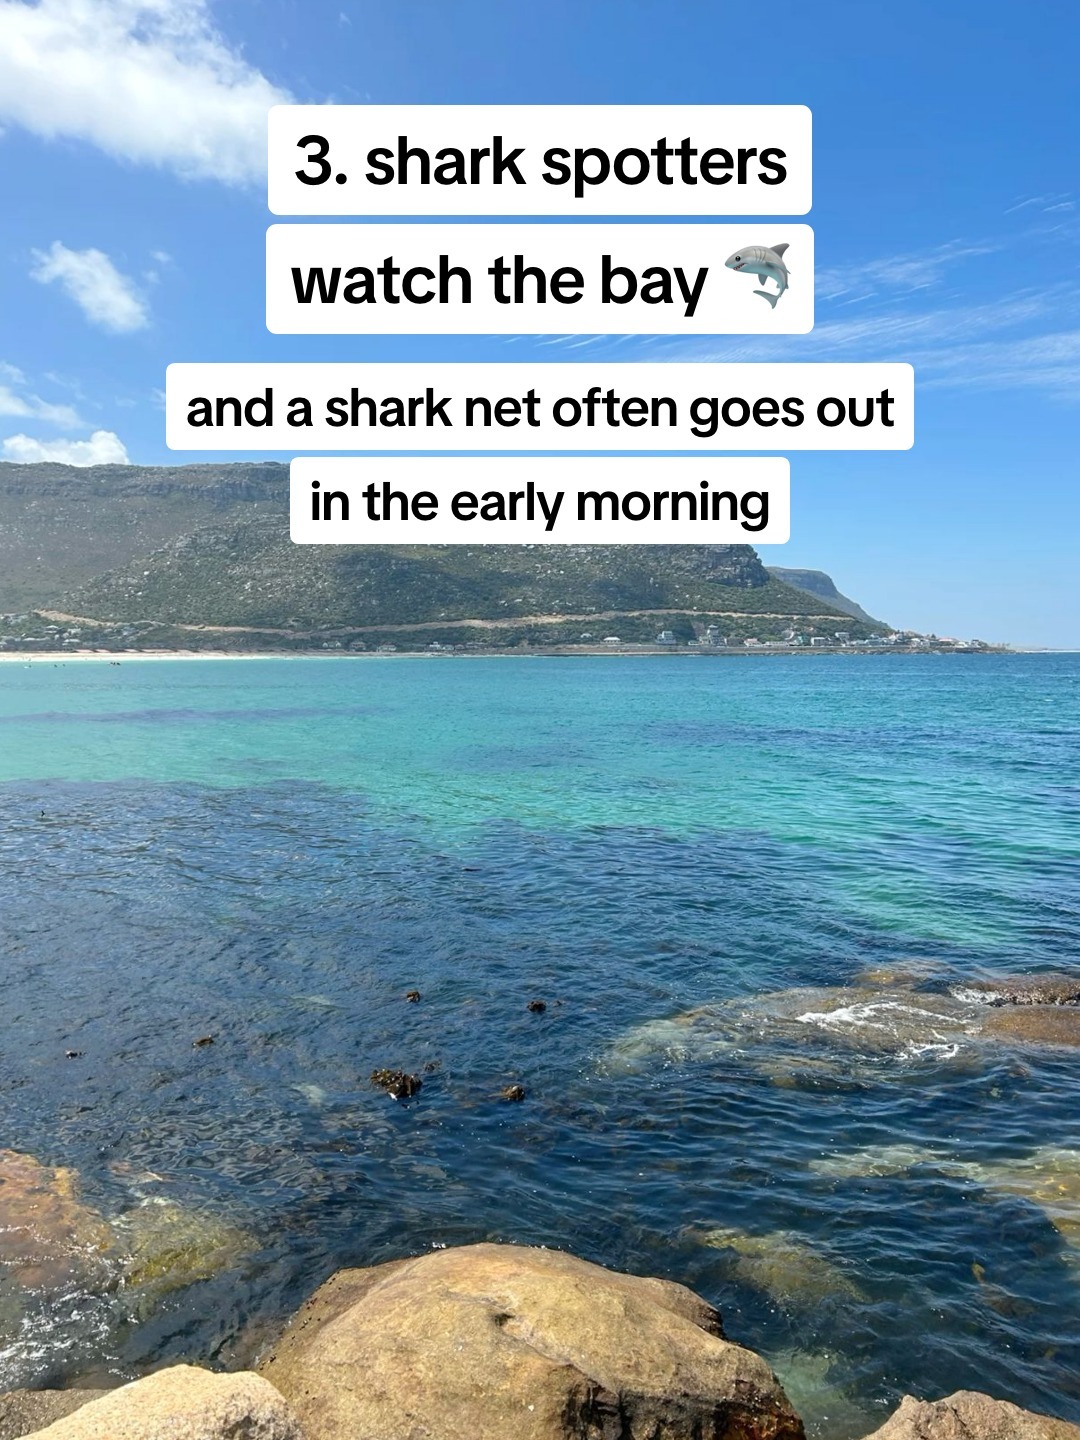 3. shark spotters
watch the bay 🦈
and a shark net often goes out
in the early morning